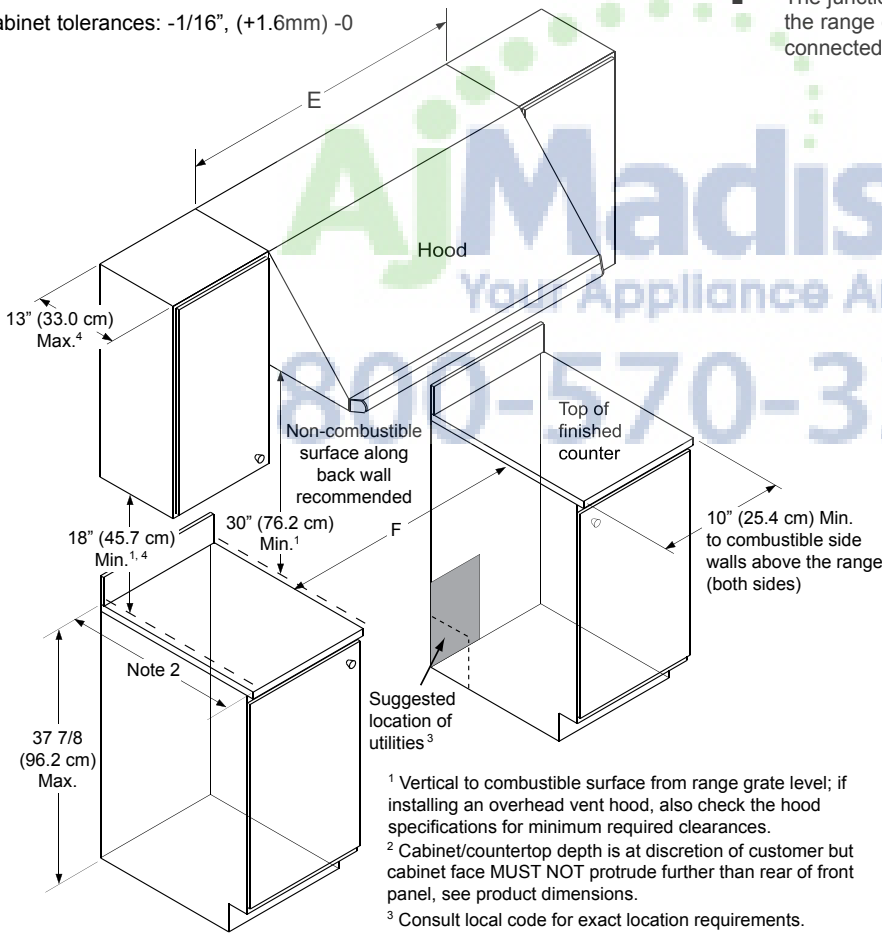 abinet tolerances: -1/16”, (+1.6mm) -0
The junctio
the range
connected
E
AjMadis
Hood
Your Appliance A
13” (33.0 cm)
Max.4
800-570-3
Non-combustible
surface along
back wall
recommended
Top of
finished
counter
18” (45.7 cm)
Min.1, 4
30” (76.2 cm)
Min.1
F
10” (25.4 cm) Min.
to combustible side
walls above the range
(both sides)
Note 2
37 7/8
(96.2 cm)
Max.
Suggested
location of
utilities 3
1 Vertical to combustible surface from range grate level; if
installing an overhead vent hood, also check the hood
specifications for minimum required clearances.
2 Cabinet/countertop depth is at discretion of customer but
cabinet face MUST NOT protrude further than rear of front
panel, see product dimensions.
3 Consult local code for exact location requirements.